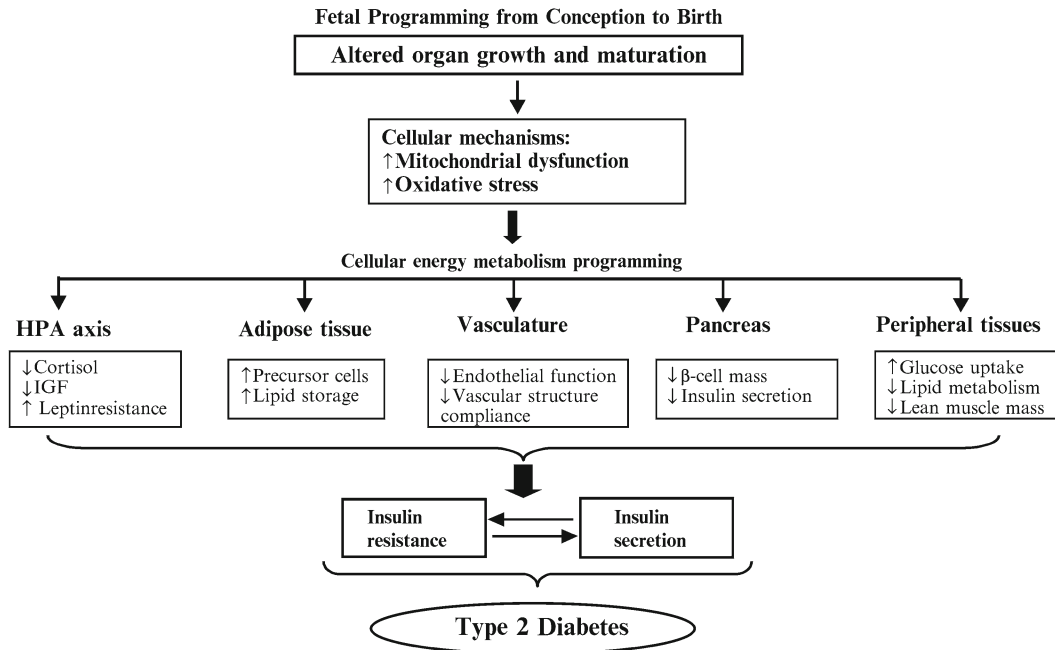 Fetal Programming from Conception to Birth
Altered organ growth and maturation
Cellular mechanisms:
↑Mitochondrial dysfunction
↑Oxidative stress
Cellular energy metabolism programming
HPA axis
↓Cortisol
↓IGF
↑ Leptinresistance
Adipose tissue
↑Precursor cells
↑Lipid storage
Vasculature
↓Endothelial function
↓Vascular structure
compliance
Pancreas
↓β-cell mass
↓Insulin secretion
Peripheral tissues
↑Glucose uptake
↓Lipid metabolism
↓Lean muscle mass
Insulin
resistance
Insulin
secretion
Type 2 Diabetes